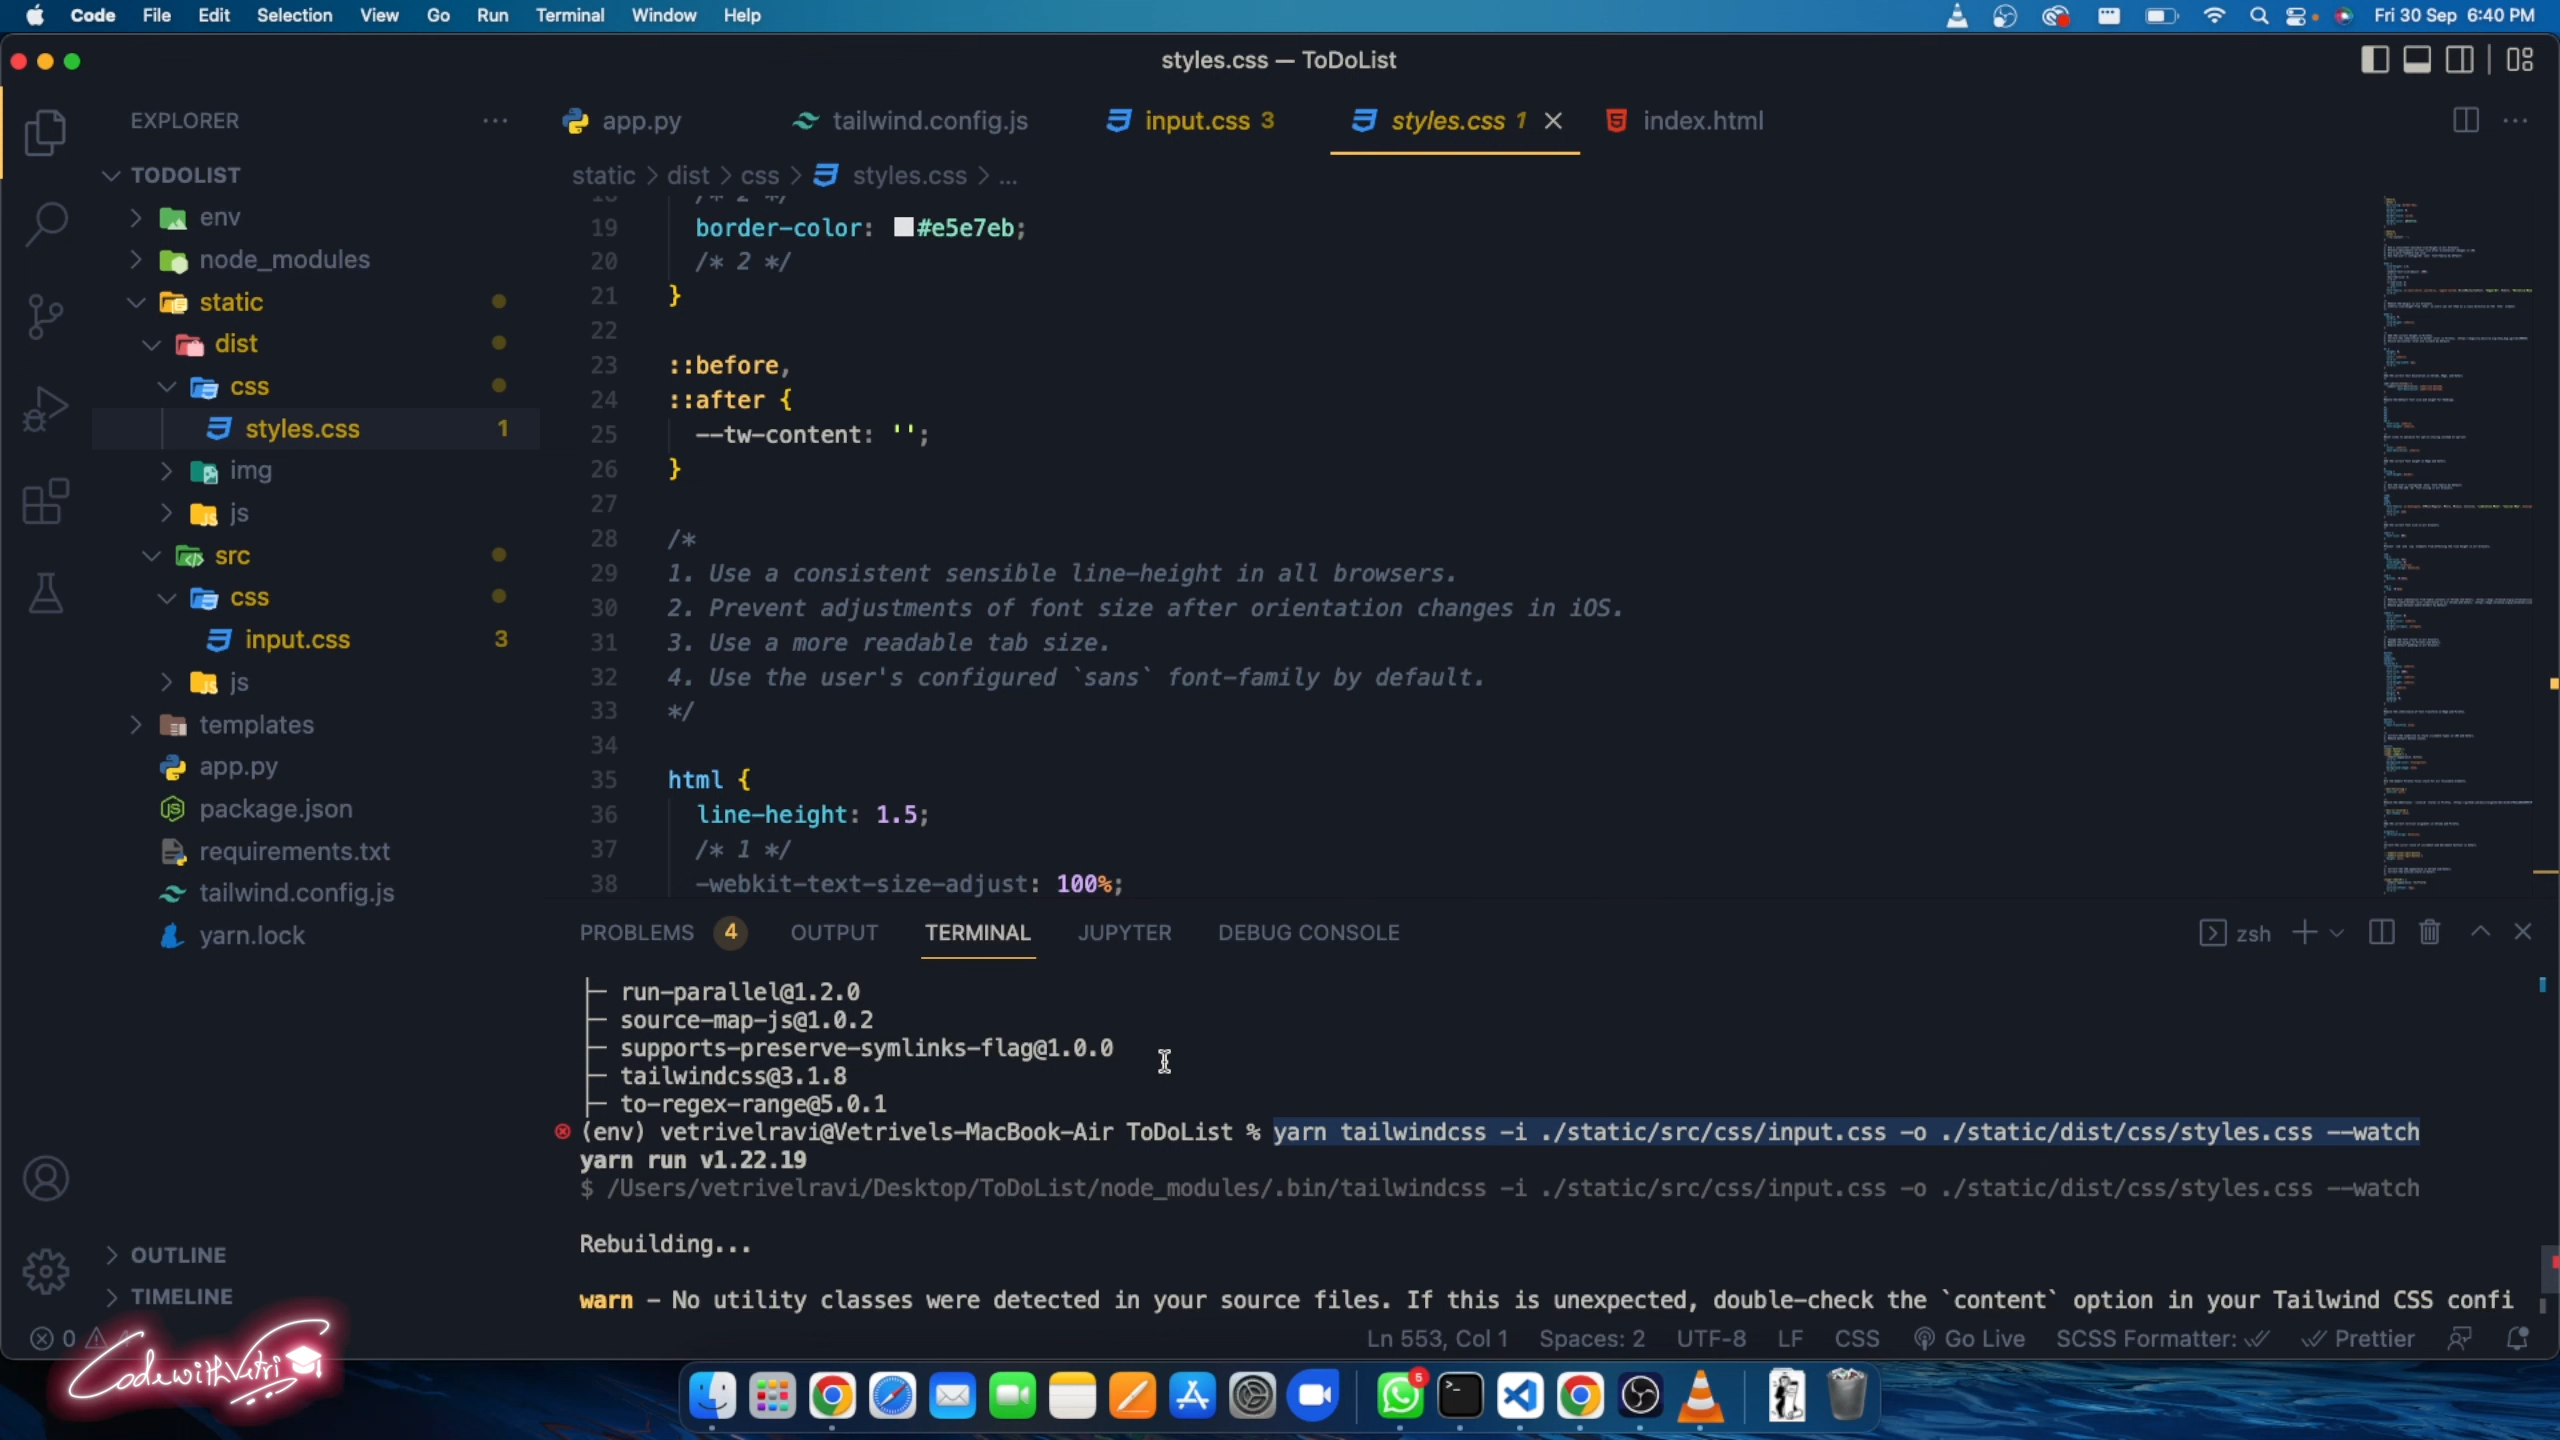 Code File Edit Selection View Go Run Terminal Window Help Fri 30 Sep 6:40 PM
styles.css — ToDoList
EXPLORER
TODOLIST
env
node_modules
static
dist
css
styles.css 1
img
js
src
css
input.css 3
js
templates
app.py
package.json
requirements.txt
tailwind.config.js
yarn.lock
OUTLINE
TIMELINE
app.py tailwind.config.js input.css 3 styles.css 1 index.html
static > dist > css > styles.css > ...
18 /* 2 */
19 border-color: #e5e7eb;
20 /* 2 */
21 }
22
23 ::before,
24 ::after {
25 --tw-content: '';
26 }
27
28 /*
29 1. Use a consistent sensible line-height in all browsers.
30 2. Prevent adjustments of font size after orientation changes in iOS.
31 3. Use a more readable tab size.
32 4. Use the user's configured `sans` font-family by default.
33 */
34
35 html {
36 line-height: 1.5;
37 /* 1 */
38 -webkit-text-size-adjust: 100%;
PROBLEMS 4 OUTPUT TERMINAL JUPYTER DEBUG CONSOLE zsh
├─ run-parallel@1.2.0
├─ source-map-js@1.0.2
├─ supports-preserve-symlinks-flag@1.0.0
├─ tailwindcss@3.1.8
├─ to-regex-range@5.0.1
(env) vetrivelravi@Vetrivels-MacBook-Air ToDoList % yarn tailwindcss -i ./static/src/css/input.css -o ./static/dist/css/styles.css --watch
yarn run v1.22.19
$ /Users/vetrivelravi/Desktop/ToDoList/node_modules/.bin/tailwindcss -i ./static/src/css/input.css -o ./static/dist/css/styles.css --watch
Rebuilding...
warn - No utility classes were detected in your source files. If this is unexpected, double-check the `content` option in your Tailwind CSS confi
0 Ln 553, Col 1 Spaces: 2 UTF-8 LF CSS Go Live SCSS Formatter: Prettier
CodewithVetri
5